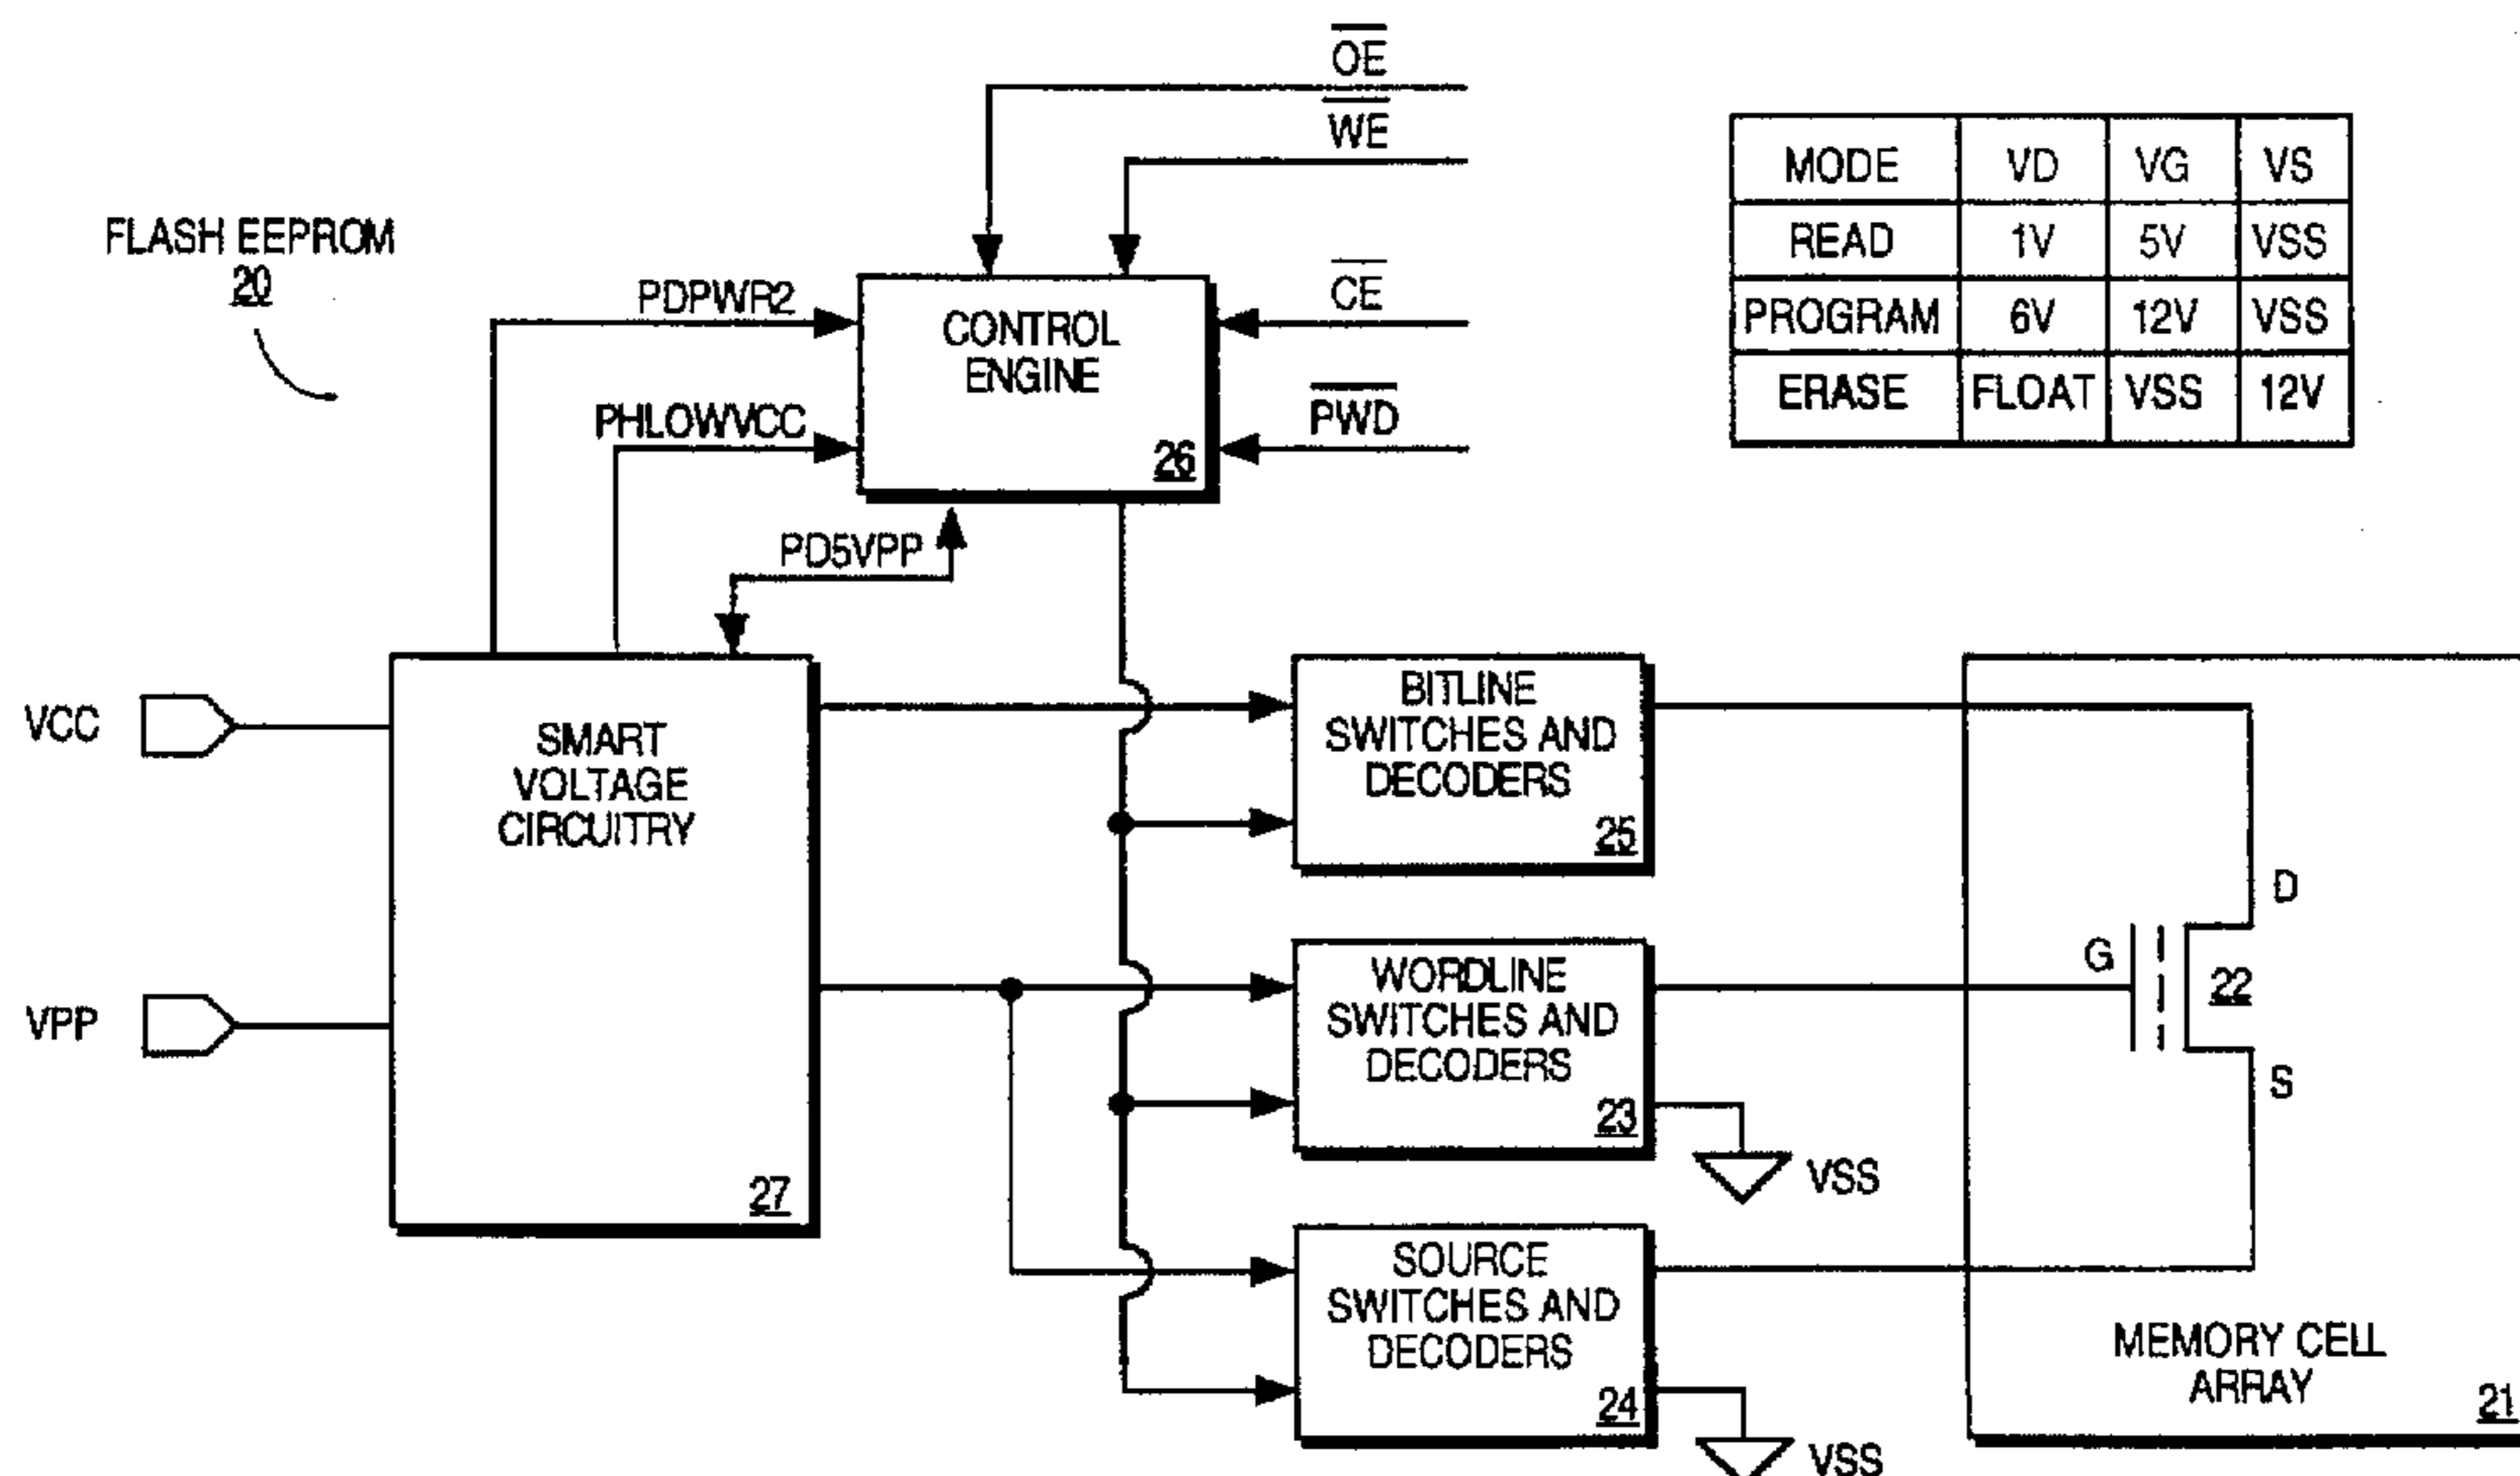 OE
WE
FLASH EEPROM
20
PDPWR2
CONTROL
ENGINE
26
CE
PHLOWVCC
PWD
PD5VPP
MODE VD VG VS
READ 1V 5V VSS
PROGRAM 6V 12V VSS
ERASE FLOAT VSS 12V
VCC
VPP
SMART
VOLTAGE
CIRCUITRY
27
BITLINE
SWITCHES AND
DECODERS
25
WORDLINE
SWITCHES AND
DECODERS
23
VSS
SOURCE
SWITCHES AND
DECODERS
24
VSS
D
G
22
S
MEMORY CELL
ARRAY
21